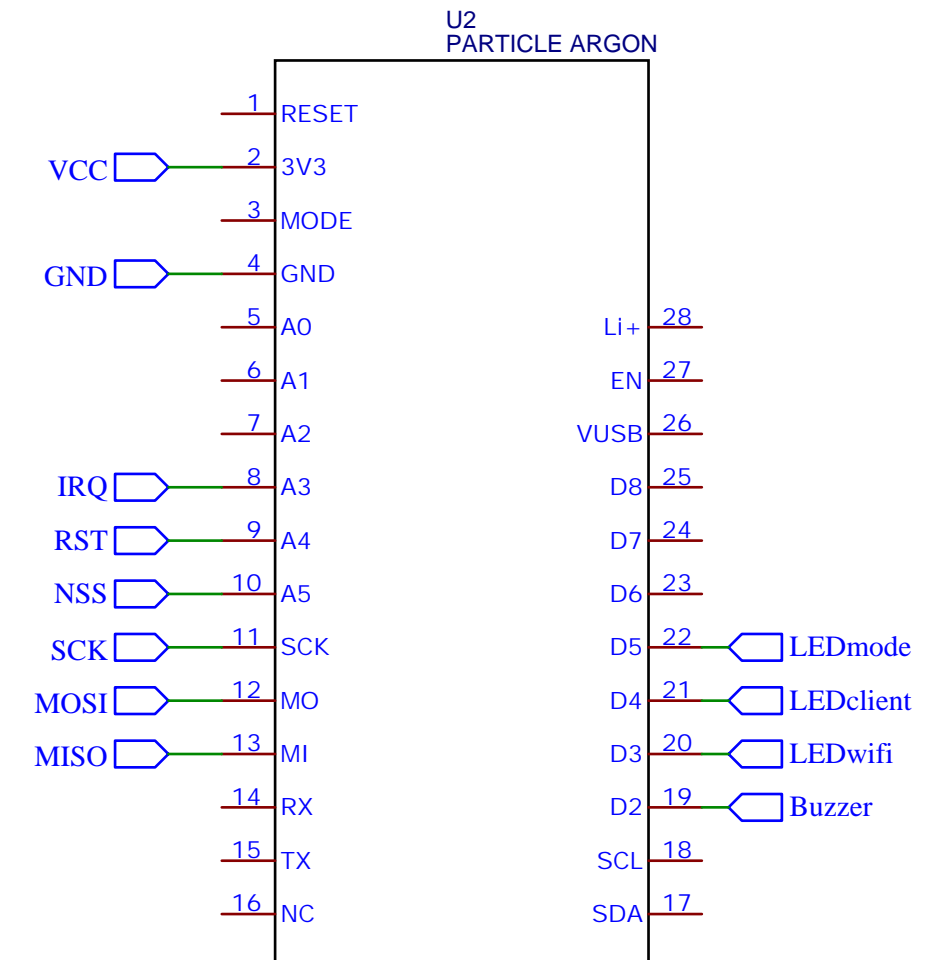 U2
PARTICLE ARGON
1 RESET
VCC 2 3V3
3 MODE
GND 4 GND
5 A0 Li+ 28
6 A1 EN 27
7 A2 VUSB 26
IRQ 8 A3 D8 25
RST 9 A4 D7 24
NSS 10 A5 D6 23
SCK 11 SCK D5 22 LEDmode
MOSI 12 MO D4 21 LEDclient
MISO 13 MI D3 20 LEDwifi
14 RX D2 19 Buzzer
15 TX SCL 18
16 NC SDA 17